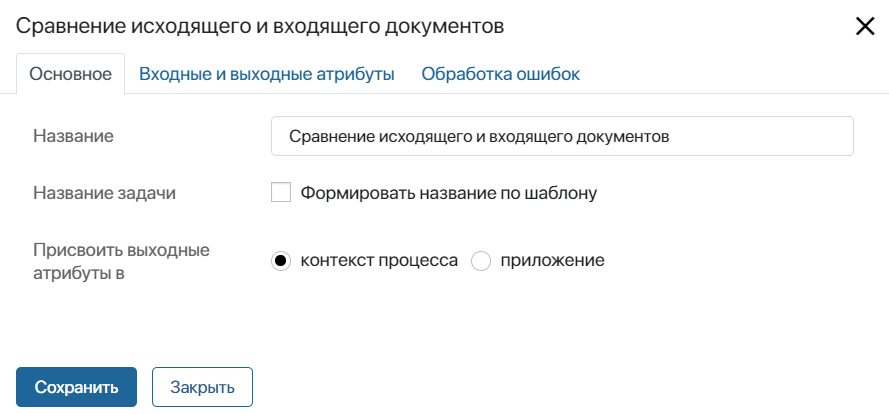 Сравнение исходящего и входящего документов
Основное Входные и выходные атрибуты Обработка ошибок
Название Сравнение исходящего и входящего документов
Название задачи Формировать название по шаблону
Присвоить выходные
атрибуты в контекст процесса приложение
Сохранить Закрыть